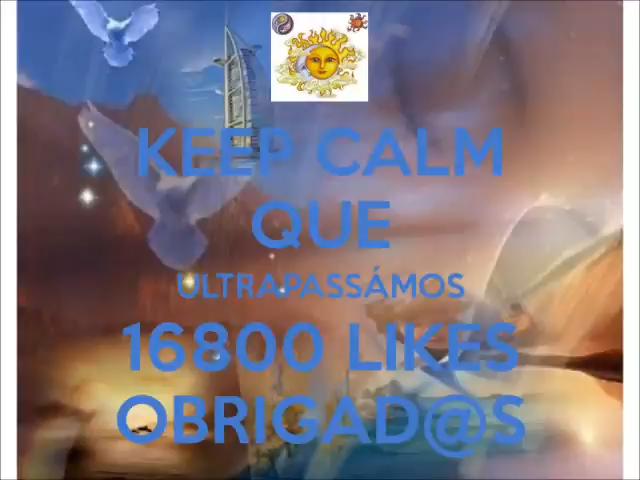 KEEP CALM
QUE
ULTRAPASSÁMOS
16800 LIKES
OBRIGAD@S